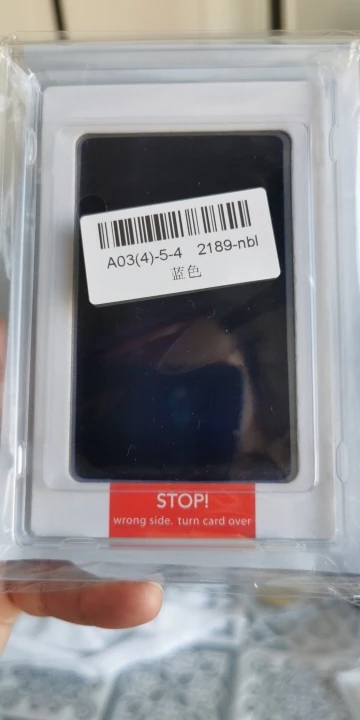 A03(4)-5-4 2189-nbl
蓝色
STOP!
wrong side. turn card over